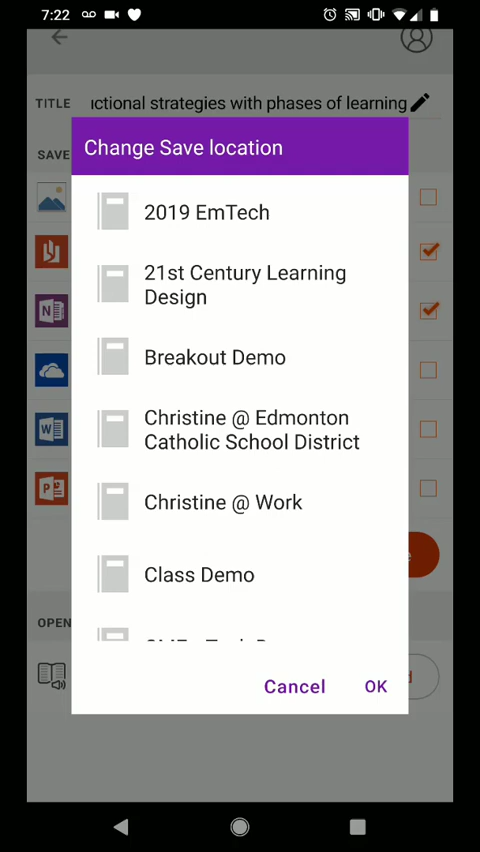 7:22
TITLE
ıctional strategies with phases of learning
Change Save location
SAVE
2019 EmTech
21st Century Learning
Design
Breakout Demo
Christine @ Edmonton
Catholic School District
Christine @ Work
Class Demo
OPEN
Cancel OK